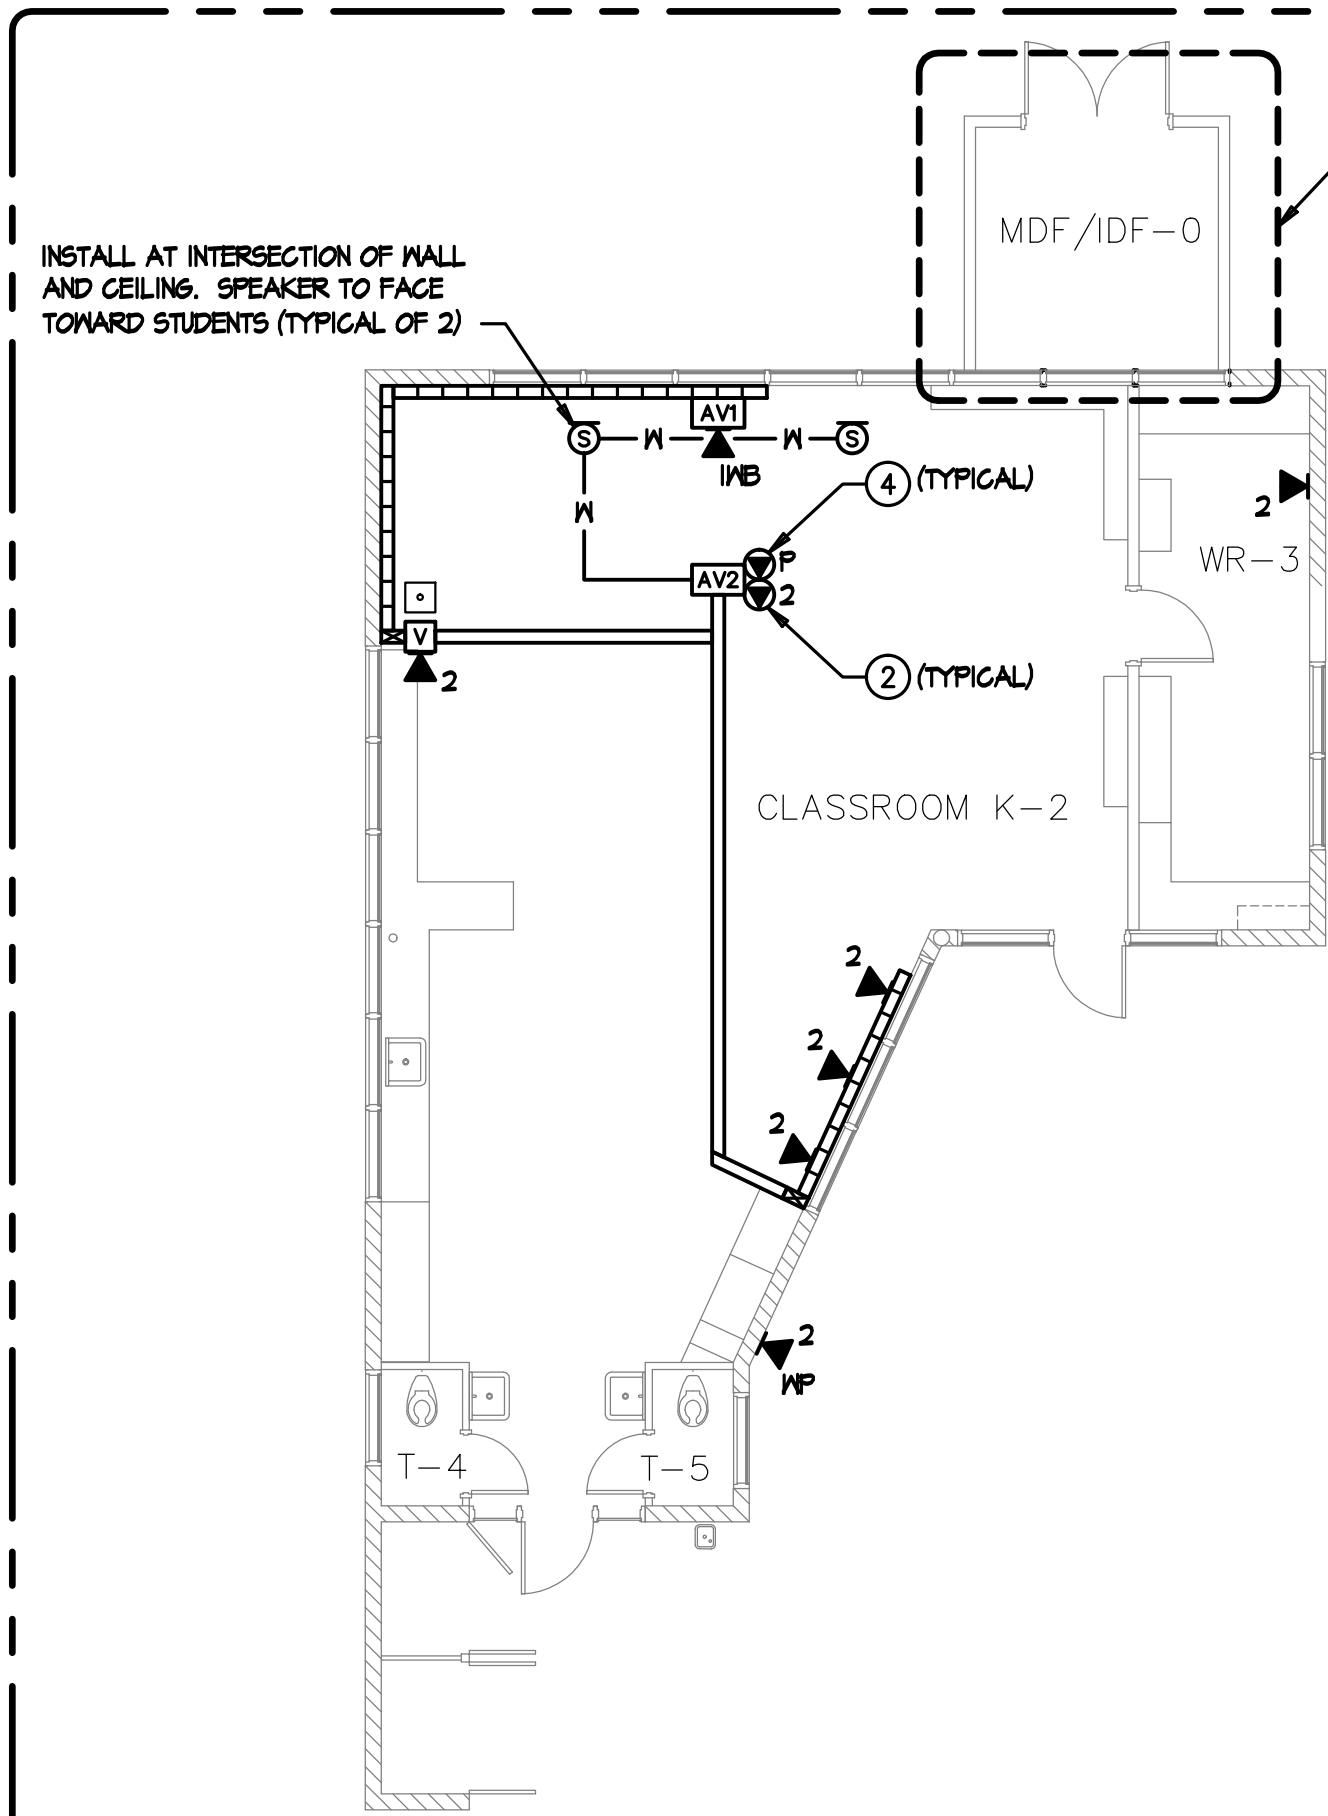 MDF/IDF-0
INSTALL AT INTERSECTION OF WALL
AND CEILING. SPEAKER TO FACE
TOWARD STUDENTS (TYPICAL OF 2)
AV1
S W W S
IWB
4 (TYPICAL)
2
W
WR-3
P
AV2
2
V
2
2 (TYPICAL)
CLASSROOM K-2
2
2
2
2
WP
T-4
T-5